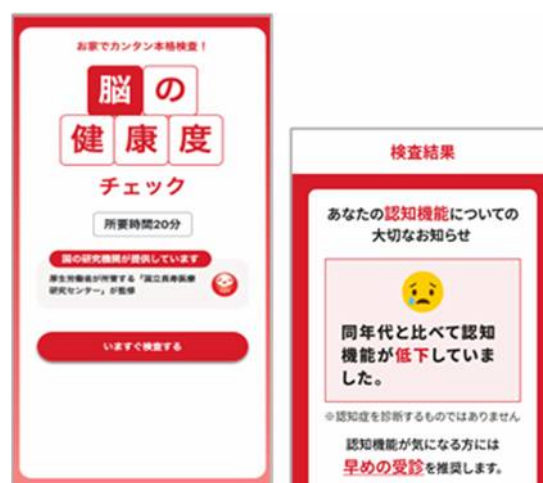 お家でカンタン本格検査！
脳の
健康度
チェック
所要時間20分
国の研究機関が提供しています
厚生労働省が所管する「国立長寿医療
研究センター」が監修
いますぐ検査する
検査結果
あなたの認知機能についての
大切なお知らせ
同年代と比べて認知
機能が低下していま
した。
※認知症を診断するものではありません
認知機能が気になる方には
早めの受診を推奨します。